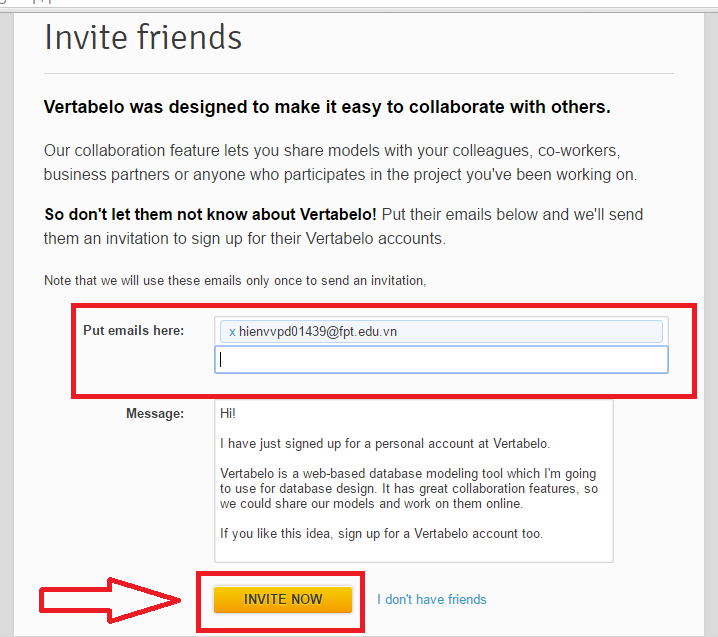 Invite friends
Vertabelo was designed to make it easy to collaborate with others.
Our collaboration feature lets you share models with your colleagues, co-workers,
business partners or anyone who participates in the project you've been working on.
So don't let them not know about Vertabelo! Put their emails below and we'll send
them an invitation to sign up for their Vertabelo accounts.
Note that we will use these emails only once to send an invitation,
Put emails here:
x hienvvpd01439@fpt.edu.vn
Message:
Hi!
I have just signed up for a personal account at Vertabelo.
Vertabelo is a web-based database modeling tool which I'm going
to use for database design. It has great collaboration features, so
we could share our models and work on them online.
If you like this idea, sign up for a Vertabelo account too.
INVITE NOW
I don't have friends